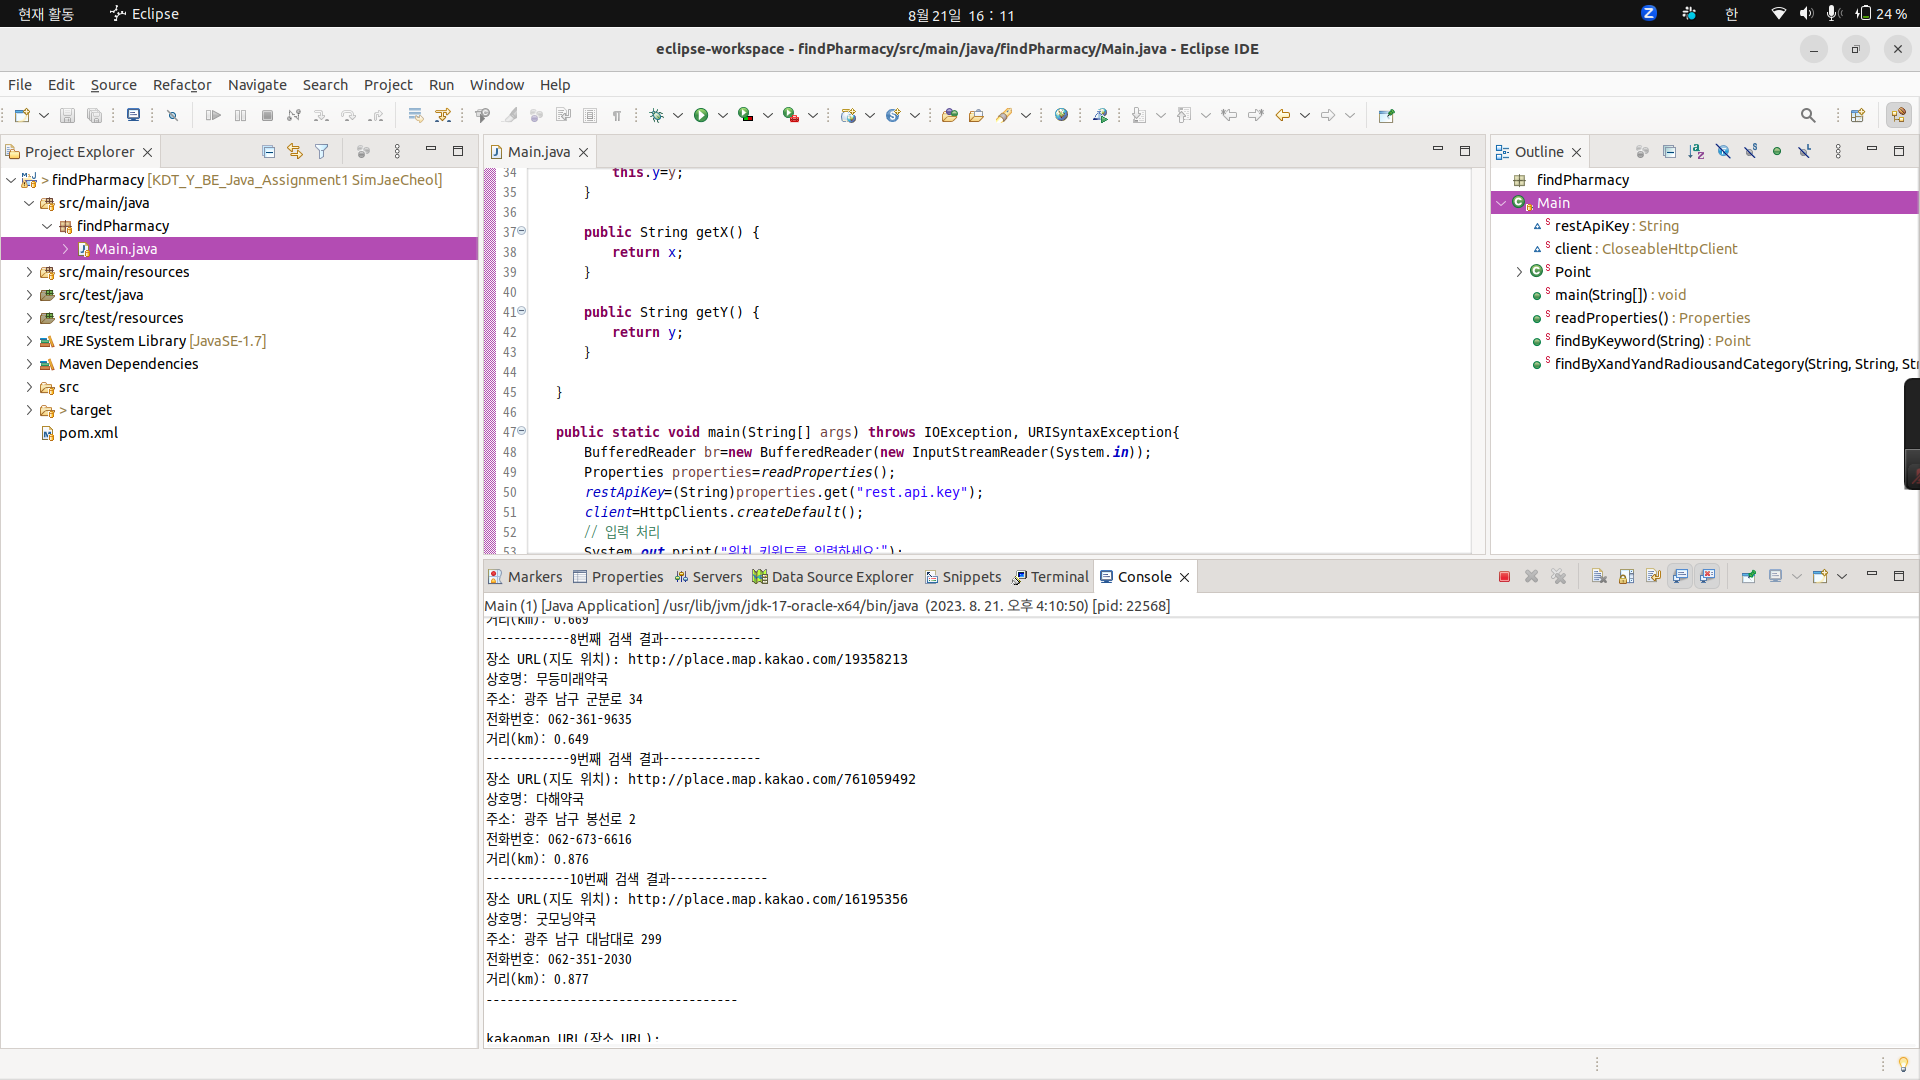 현재 활동 Eclipse 8월 21일 16 : 11 Z 한 24 %
eclipse-workspace - findPharmacy/src/main/java/findPharmacy/Main.java - Eclipse IDE
File Edit Source Refactor Navigate Search Project Run Window Help
Project Explorer
> findPharmacy [KDT_Y_BE_Java_Assignment1 SimJaeCheol]
src/main/java
findPharmacy
Main.java
src/main/resources
src/test/java
src/test/resources
JRE System Library [JavaSE-1.7]
Maven Dependencies
src
> target
pom.xml
Main.java
34 this.y=y;
35 }
36
37 public String getX() {
38 return x;
39 }
40
41 public String getY() {
42 return y;
43 }
44
45 }
46
47 public static void main(String[] args) throws IOException, URISyntaxException{
48 BufferedReader br=new BufferedReader(new InputStreamReader(System.in));
49 Properties properties=readProperties();
50 restApiKey=(String)properties.get("rest.api.key");
51 client=HttpClients.createDefault();
52 // 입력 처리
53 System.out.print("위치 키워드를 입력하세요:");
Outline
findPharmacy
Main
restApiKey : String
client : CloseableHttpClient
Point
main(String[]) : void
readProperties() : Properties
findByKeyword(String) : Point
findByXandYandRadiousandCategory(String, String, Str
Markers Properties Servers Data Source Explorer Snippets Terminal Console
Main (1) [Java Application] /usr/lib/jvm/jdk-17-oracle-x64/bin/java (2023. 8. 21. 오후 4:10:50) [pid: 22568]
거리(km): 0.669
------------8번째 검색 결과--------------
장소 URL(지도 위치): http://place.map.kakao.com/19358213
상호명: 무등미래약국
주소: 광주 남구 군분로 34
전화번호: 062-361-9635
거리(km): 0.649
------------9번째 검색 결과--------------
장소 URL(지도 위치): http://place.map.kakao.com/761059492
상호명: 다해약국
주소: 광주 남구 봉선로 2
전화번호: 062-673-6616
거리(km): 0.876
------------10번째 검색 결과--------------
장소 URL(지도 위치): http://place.map.kakao.com/16195356
상호명: 굿모닝약국
주소: 광주 남구 대남대로 299
전화번호: 062-351-2030
거리(km): 0.877
------------------------------------
kakaomap URL(장소 URL):